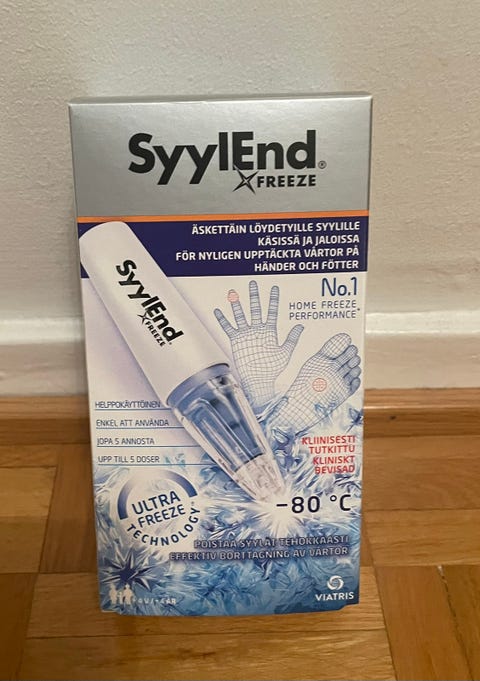 SyylEnd®
FREEZE
ÄSKETTÄIN LÖYDETYILLE SYYLILLE
KÄSISSÄ JA JALOISSA
FÖR NYLIGEN UPPTÄCKTA VÅRTOR PÅ
HÄNDER OCH FÖTTER
No.1
HOME FREEZE
PERFORMANCE*
SyylEnd®
FREEZE
HELPPOKÄYTTÖINEN
ENKEL ATT ANVÄNDA
JOPA 5 ANNOSTA
UPP TILL 5 DOSER
KLIINISESTI
TUTKITTU
KLINISKT
BEVISAD
ULTRA
FREEZE
TECHNOLOGY
-80 °C
POISTAA SYYLÄT TEHOKKAASTI
EFFEKTIV BORTTAGNING AV VÅRTOR
+4V/+4ÅR
VIATRIS